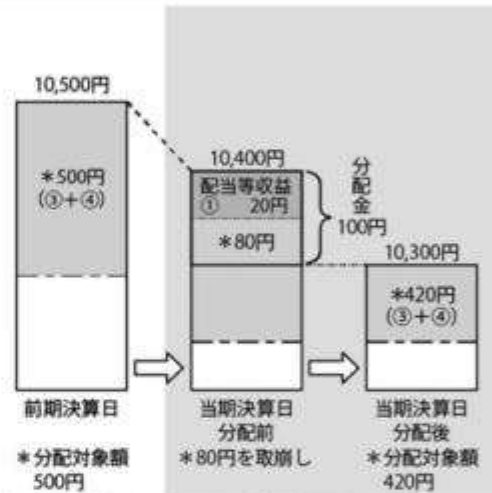 10,500円
*500円
(③+④)
10,400円
配当等収益
① 20円
*80円
分配金
100円
10,300円
*420円
(③+④)
前期決算日
当期決算日
分配前
当期決算日
分配後
*分配対象額
500円
*80円を取崩し
*分配対象額
420円